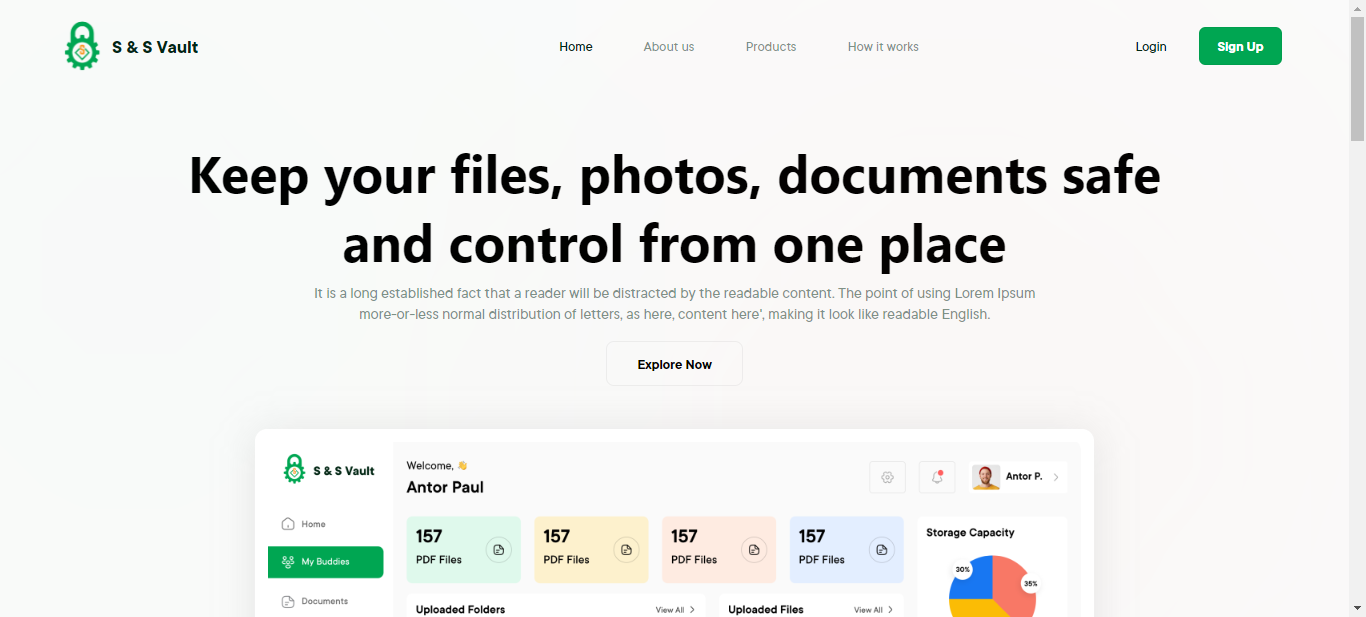 S & S Vault
Home
About us
Products
How it works
Login
Sign Up
Keep your files, photos, documents safe
and control from one place
It is a long established fact that a reader will be distracted by the readable content. The point of using Lorem Ipsum
more-or-less normal distribution of letters, as here, content here', making it look like readable English.
Explore Now
S & S Vault
Welcome, 👋
Antor Paul
Antor P.
Home
My Buddies
Documents
157
PDF Files
157
PDF Files
157
PDF Files
157
PDF Files
Storage Capacity
30%
35%
Uploaded Folders
View All
Uploaded Files
View All